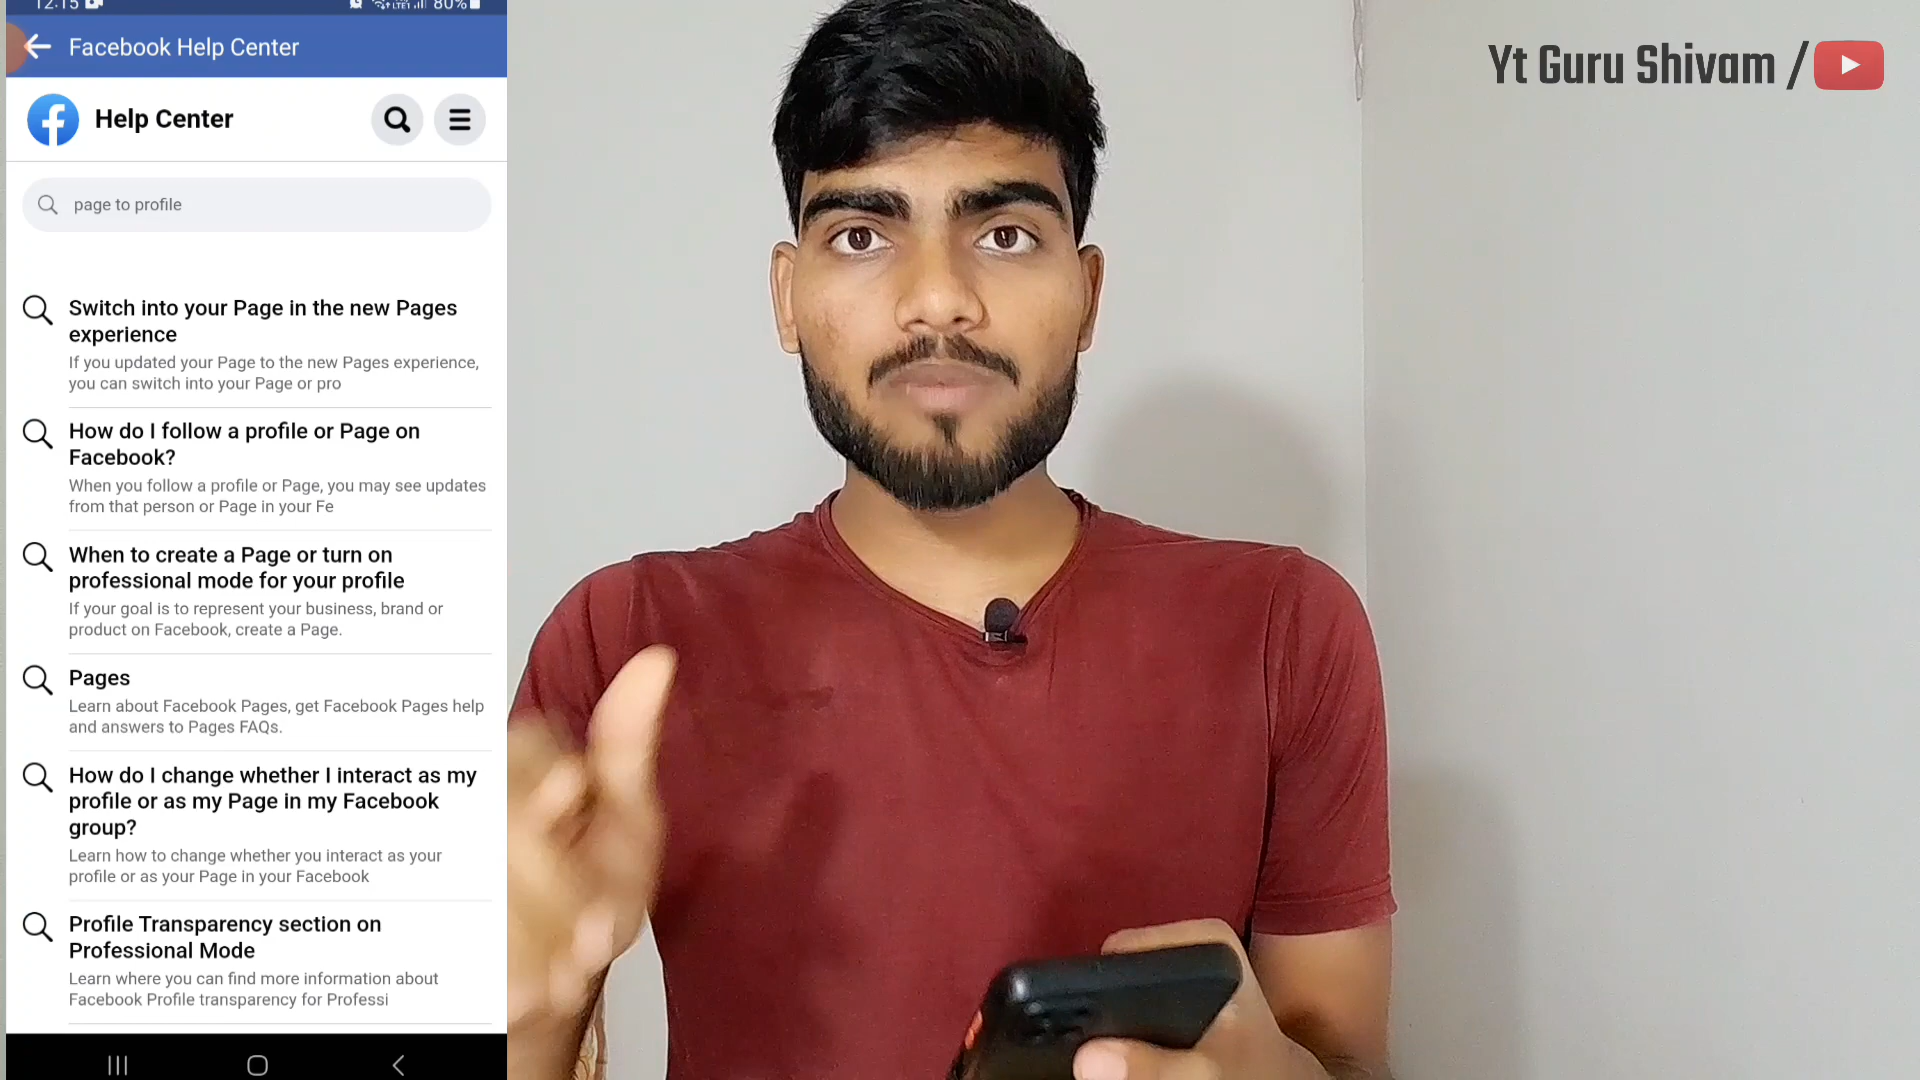 12:15
80%
Facebook Help Center
Help Center
page to profile
Switch into your Page in the new Pages
experience
If you updated your Page to the new Pages experience,
you can switch into your Page or pro
How do I follow a profile or Page on
Facebook?
When you follow a profile or Page, you may see updates
from that person or Page in your Fe
When to create a Page or turn on
professional mode for your profile
If your goal is to represent your business, brand or
product on Facebook, create a Page.
Pages
Learn about Facebook Pages, get Facebook Pages help
and answers to Pages FAQs.
How do I change whether I interact as my
profile or as my Page in my Facebook
group?
Learn how to change whether you interact as your
profile or as your Page in your Facebook
Profile Transparency section on
Professional Mode
Learn where you can find more information about
Facebook Profile transparency for Professi
Yt Guru Shivam /